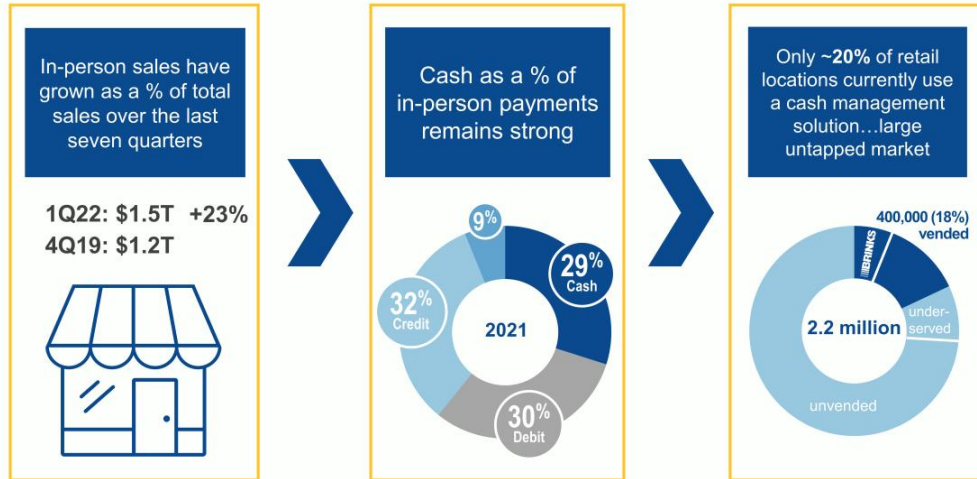 In-person sales have
grown as a % of total
sales over the last
seven quarters
1Q22: $1.5T +23%
4Q19: $1.2T
Cash as a % of
in-person payments
remains strong
9%
29%
Cash
32%
Credit
2021
30%
Debit
Only ~20% of retail
locations currently use
a cash management
solution...large
untapped market
400,000 (18%)
vended
BRINKS
under-
served
2.2 million
unvended